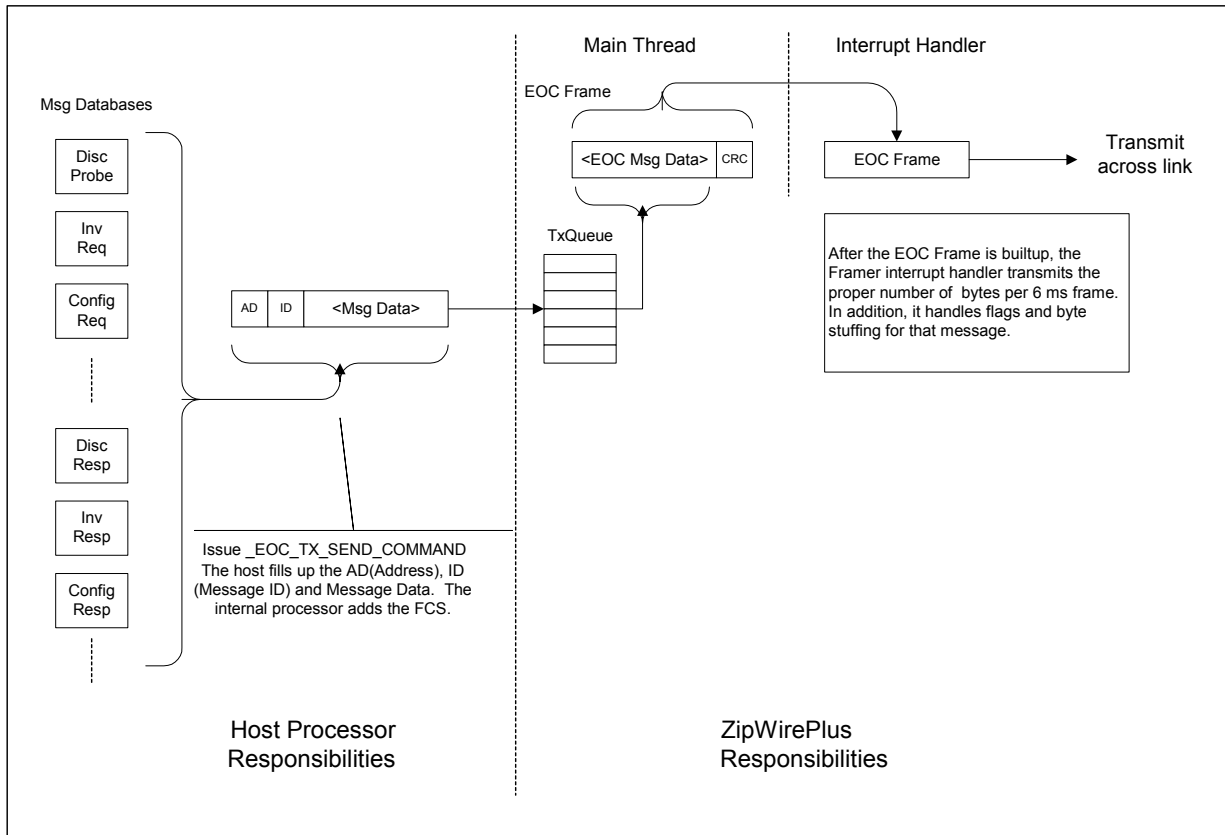 Main Thread
Interrupt Handler
EOC Frame
Msg Databases
Disc
Probe
Inv
Req
Config
Req
Disc
Resp
Inv
Resp
Config
Resp
AD
ID
<Msg Data>
Issue _EOC_TX_SEND_COMMAND
The host fills up the AD(Address), ID
(Message ID) and Message Data.  The
internal processor adds the FCS.
TxQueue
<EOC Msg Data>
CRC
EOC Frame
Transmit
across link
After the EOC Frame is builtup, the
Framer interrupt handler transmits the
proper number of  bytes per 6 ms frame.
In addition, it handles flags and byte
stuffing for that message.
Host Processor
Responsibilities
ZipWirePlus
Responsibilities